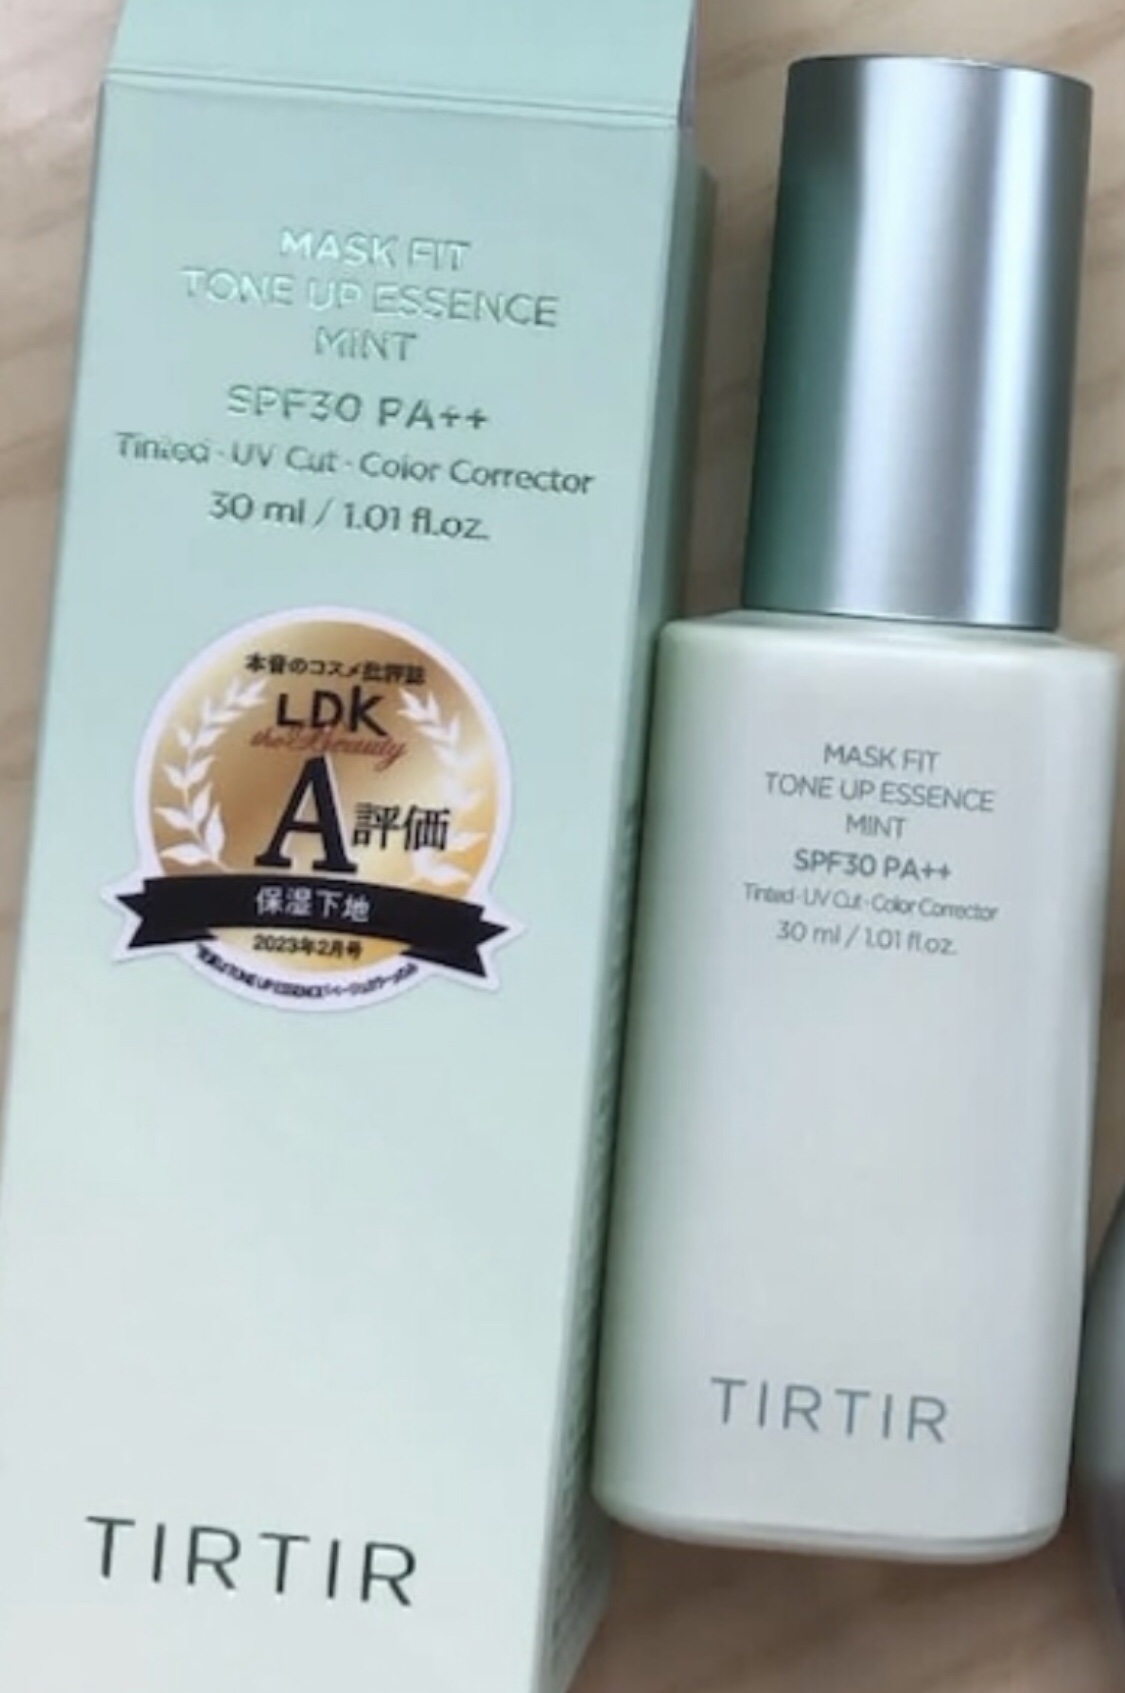 MASK FIT
TONE UP ESSENCE
MINT
SPF30 PA++
Tinted · UV Cut · Color Corrector
30 ml / 1.01 fl.oz.
本音のコスメ批評誌
LDK
the Beauty
A評価
保湿下地
2023年2月号
TIRTIR
MASK FIT
TONE UP ESSENCE
MINT
SPF30 PA++
Tinted · UV Cut · Color Corrector
30 ml / 1.01 fl.oz.
TIRTIR